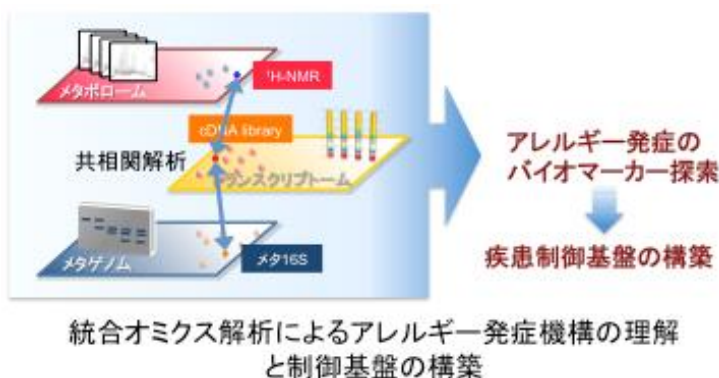 ¹H-NMR
メタボローム
cDNA library
共相関解析
トランスクリプトーム
メタゲノム
メタ16S
アレルギー発症の
バイオマーカー探索
疾患制御基盤の構築
統合オミクス解析によるアレルギー発症機構の理解
と制御基盤の構築